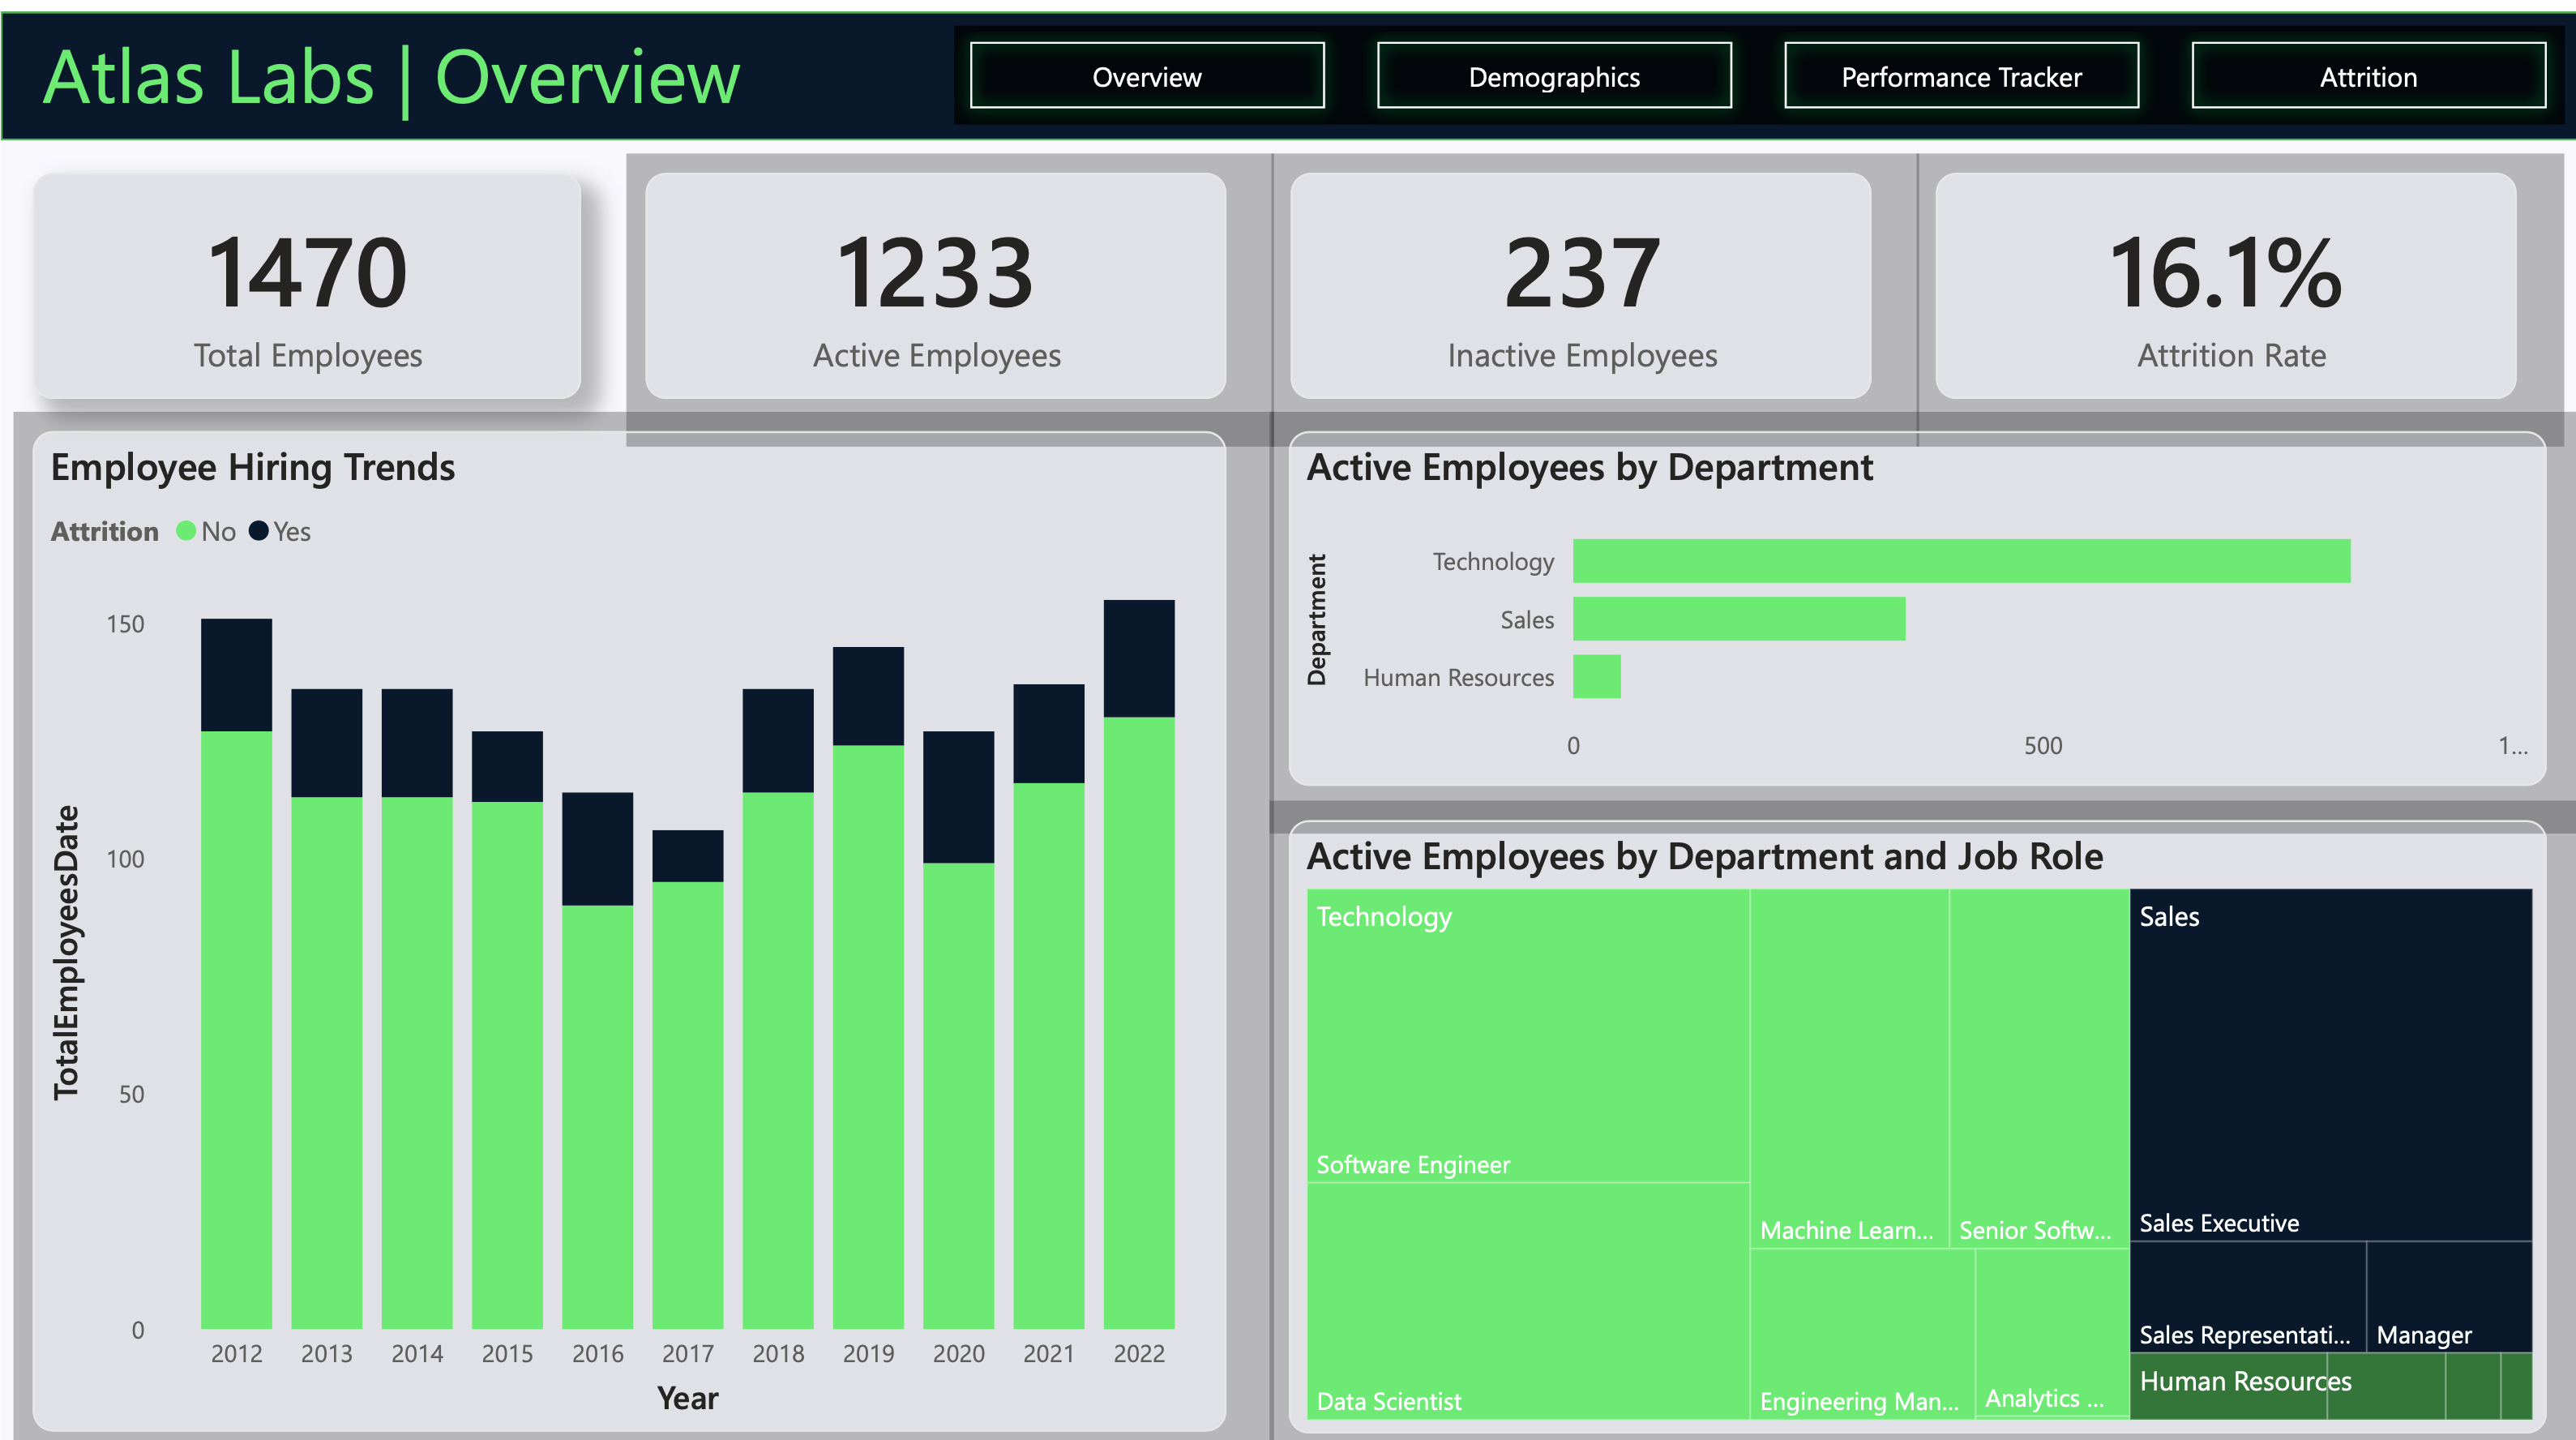 Atlas Labs | Overview
Overview
Demographics
Performance Tracker
Attrition
1470
Total Employees
1233
Active Employees
237
Inactive Employees
16.1%
Attrition Rate
Employee Hiring Trends
Attrition No Yes
TotalEmployeesDate
150
100
50
0
2012 2013 2014 2015 2016 2017 2018 2019 2020 2021 2022
Year
Active Employees by Department
Department
Technology
Sales
Human Resources
0 500 1...
Active Employees by Department and Job Role
Technology
Software Engineer
Data Scientist
Machine Learn...
Senior Softw...
Engineering Man...
Analytics ...
Sales
Sales Executive
Sales Representati...
Manager
Human Resources